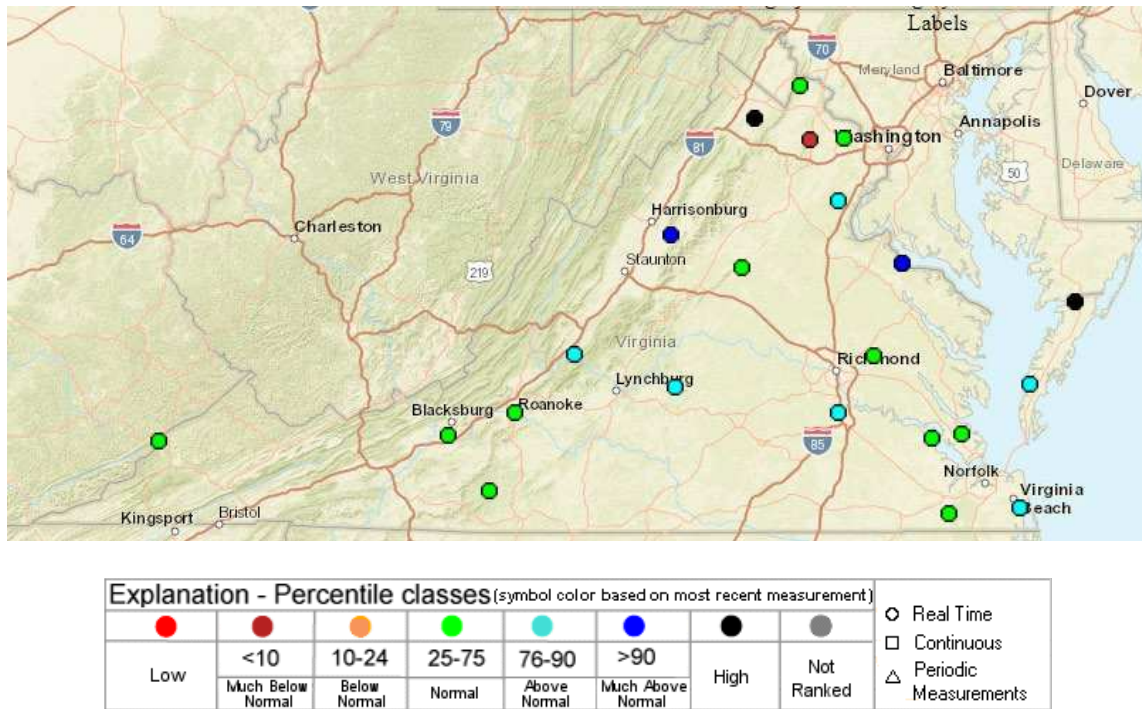 Labels
70
Maryland
Baltimore
Dover
79
Annapolis
81
Washington
50
Delaware
West Virginia
Harrisonburg
64
Charleston
219
Staunton
Virginia
Richmond
Lynchburg
Blacksburg
Roanoke
85
Norfolk
Virginia
Beach
Kingsport
Bristol
Explanation - Percentile classes (symbol color based on most recent measurement)
Low
<10
10-24
25-75
76-90
>90
High
Not
Ranked
Much Below
Normal
Below
Normal
Normal
Above
Normal
Much Above
Normal
Real Time
Continuous
Periodic
Measurements